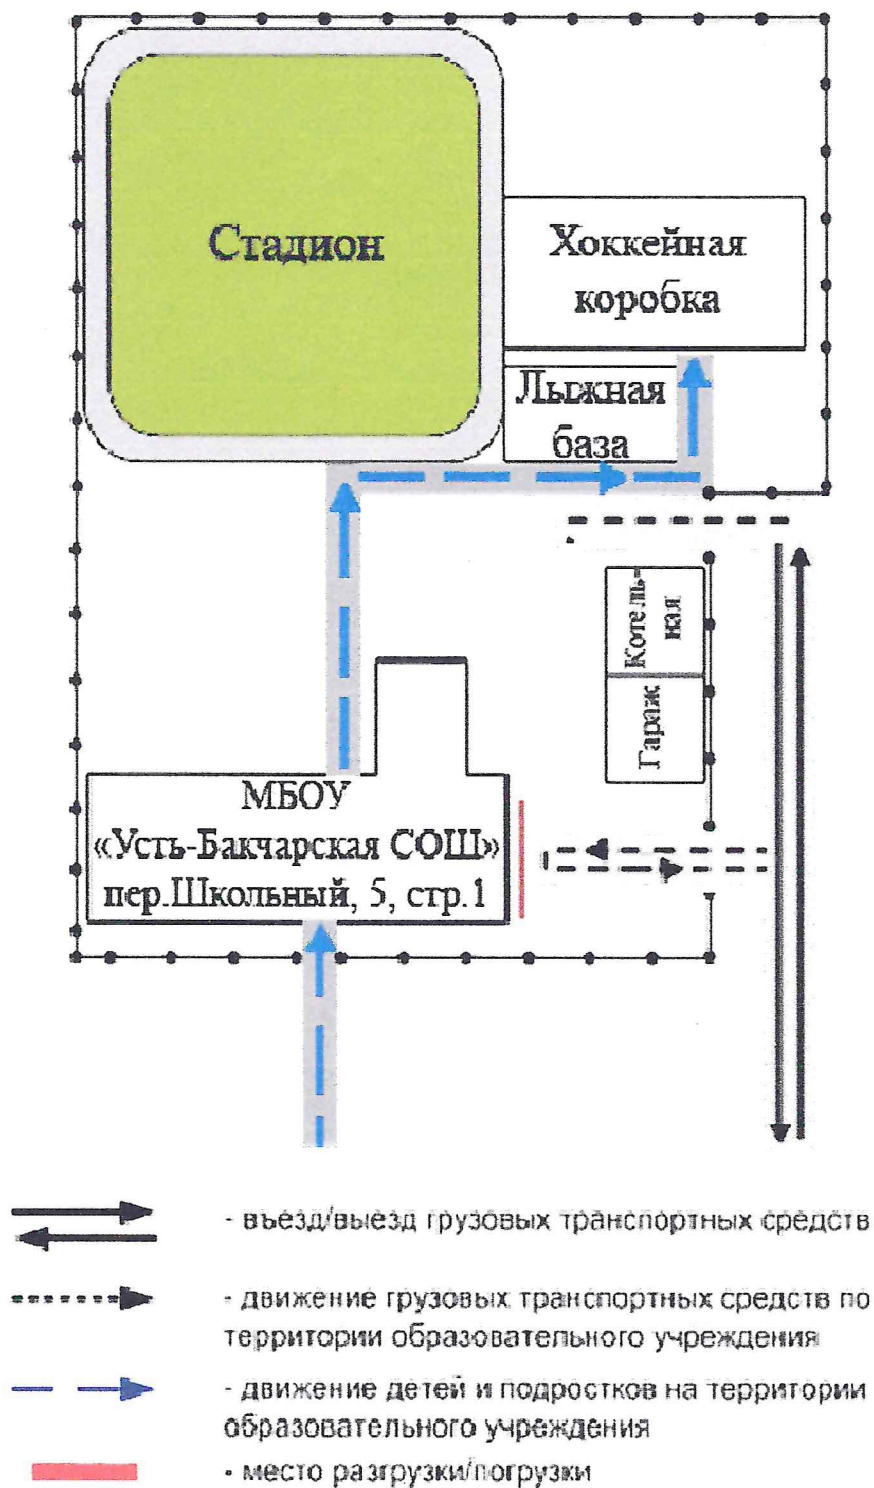 Стадион
Хоккейная
коробка
Лыжная
база
Котель-
ная
Гараж
МБОУ
«Усть-Бакчарская СОШ»
пер.Школьный, 5, стр.1
- въезд/выезд грузовых транспортных средств
- движение грузовых транспортных средств по
территории образовательного учреждения
- движение детей и подростков на территории
образовательного учреждения
- место разгрузки/погрузки